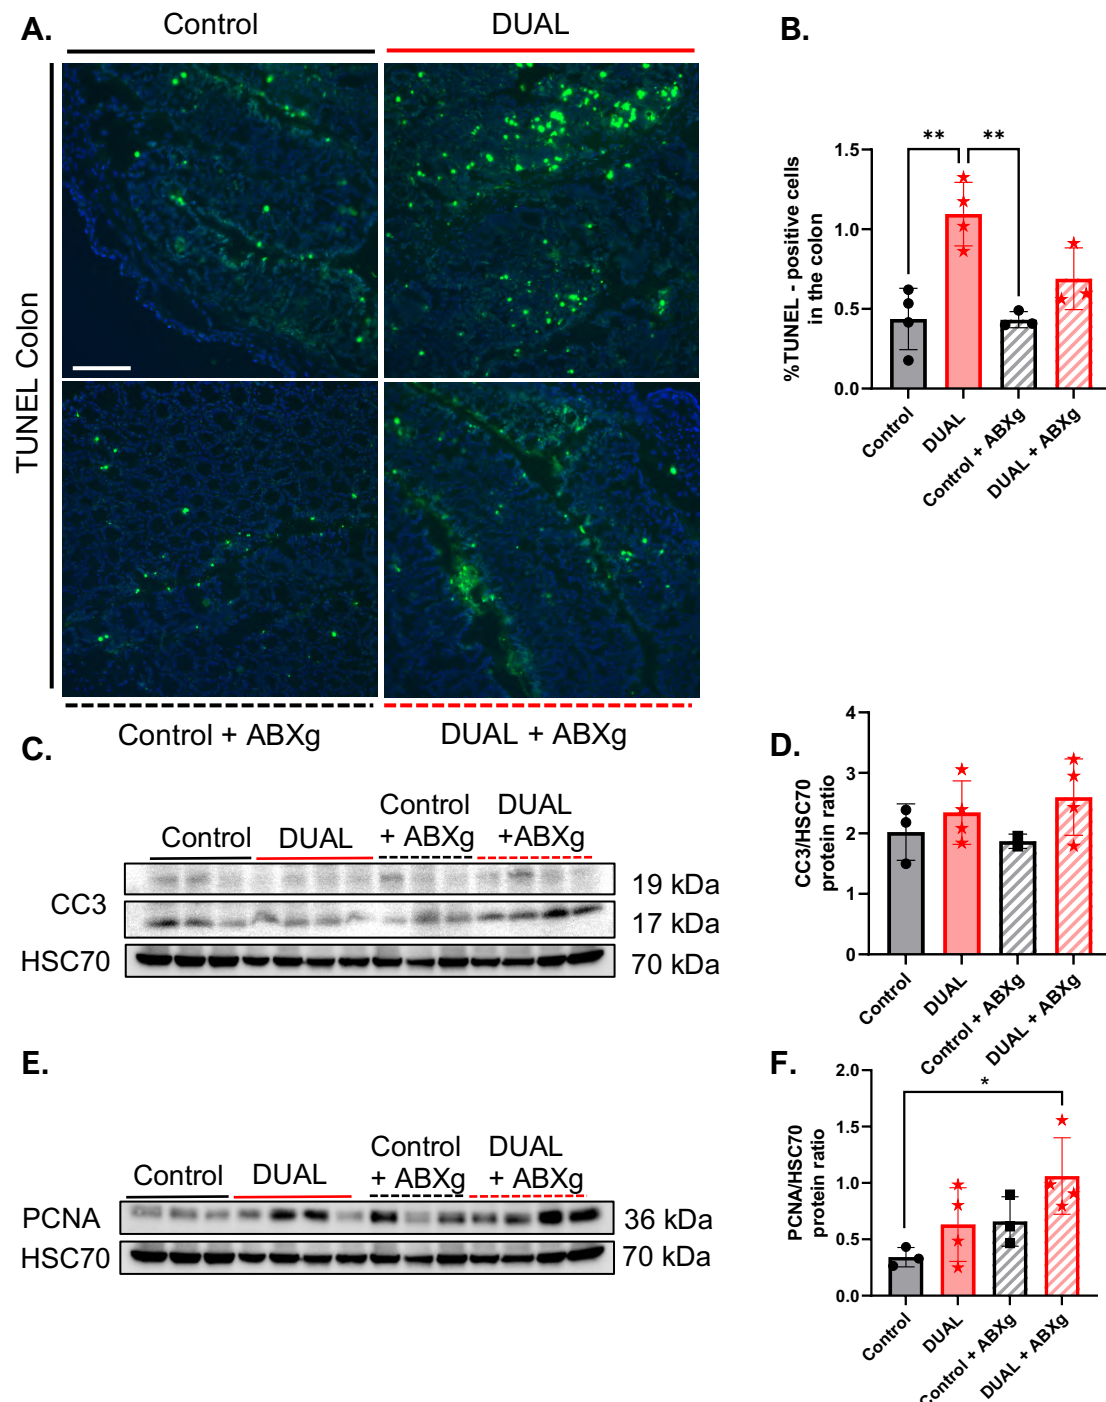 A.
Control
DUAL
TUNEL Colon
Control + ABXg
DUAL + ABXg
B.
** **
%TUNEL - positive cells
in the colon
1.5
1.0
0.5
0.0
Control
DUAL
Control + ABXg
DUAL + ABXg
C.
Control
DUAL
Control
+ ABXg
DUAL
+ABXg
CC3
19 kDa
17 kDa
HSC70
70 kDa
D.
CC3/HSC70
protein ratio
4
3
2
1
0
Control
DUAL
Control + ABXg
DUAL + ABXg
E.
Control
DUAL
Control
+ ABXg
DUAL
+ ABXg
PCNA
36 kDa
HSC70
70 kDa
F.
*
PCNA/HSC70
protein ratio
2.0
1.5
1.0
0.5
0.0
Control
DUAL
Control + ABXg
DUAL + ABXg